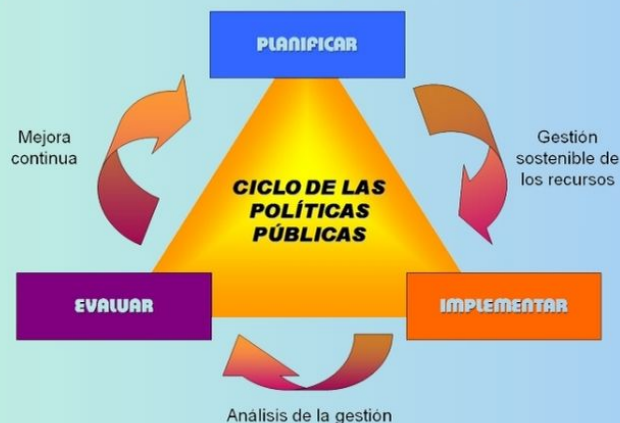 PLANIFICAR
Mejora
continua
Gestión
sostenible de
los recursos
CICLO DE LAS
POLÍTICAS
PÚBLICAS
EVALUAR
IMPLEMENTAR
Análisis de la gestión